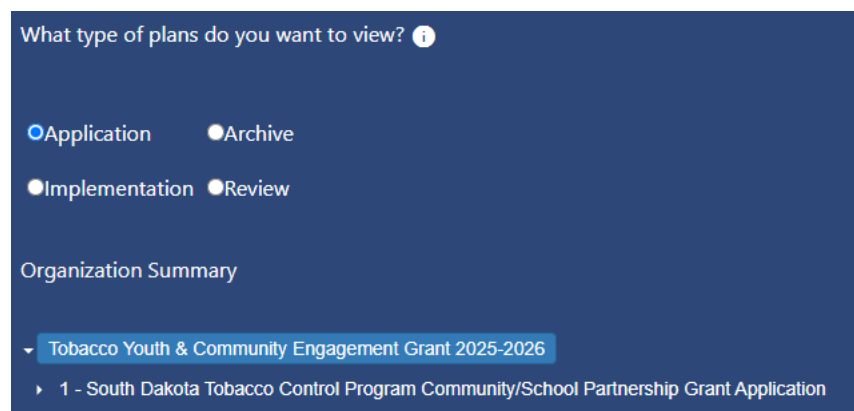 What type of plans do you want to view? i
Application Archive
Implementation Review
Organization Summary
Tobacco Youth & Community Engagement Grant 2025-2026
1 - South Dakota Tobacco Control Program Community/School Partnership Grant Application